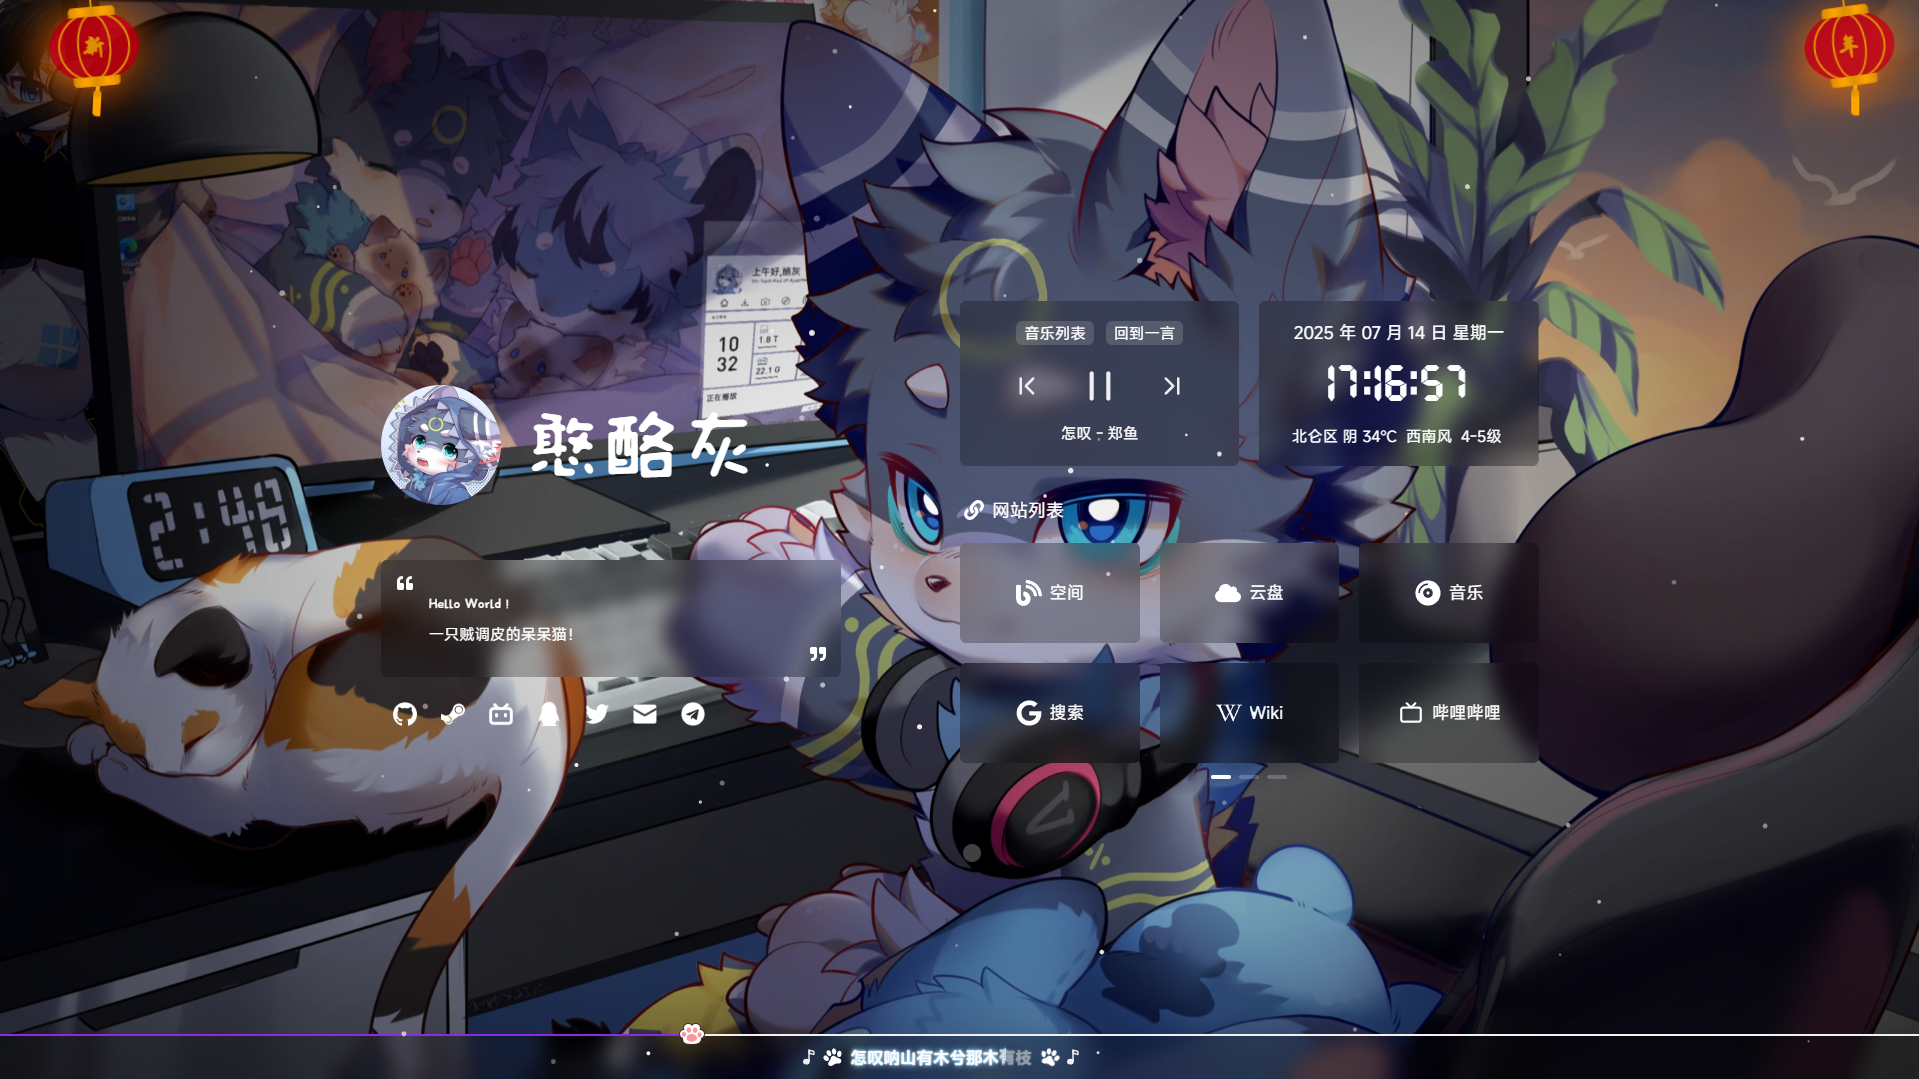 新
年
上午好,酪灰
10
32
1.8 T
22.1 G
正在播放
2:48
憨酪灰
Hello World !
一只贼调皮的呆呆猫!
音乐列表 回到一言
怎叹 - 郑鱼
2025 年 07 月 14 日 星期一
17:16:57
北仑区 阴 34℃ 西南风 4-5级
网站列表
空间
云盘
音乐
搜索
Wiki
哔哩哔哩
怎叹呐山有木兮那木有枝